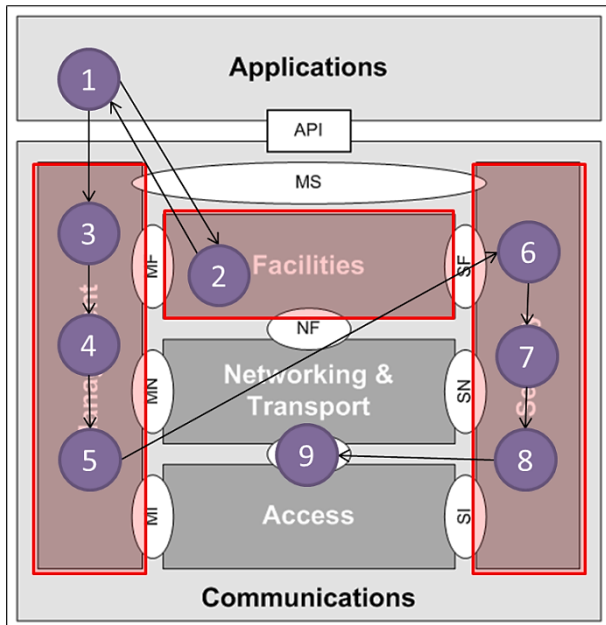 1
Applications
API
MS
3
MF
2
Facilities
SF
6
NF
4
7
MN
Networking &
Transport
SN
5
9
8
MI
Access
SI
Communications